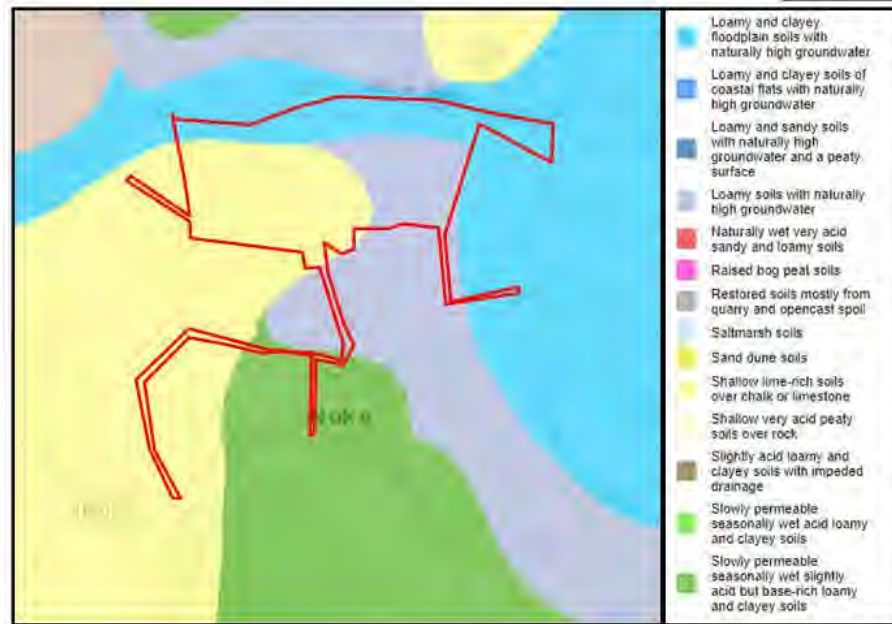 Loamy and clayey
floodplain soils with
naturally high groundwater
Loamy and clayey soils of
coastal flats with naturally
high groundwater
Loamy and sandy soils
with naturally high
groundwater and a peaty
surface
Loamy soils with naturally
high groundwater
Naturally wet very acid
sandy and loamy soils
Raised bog peat soils
Restored soils mostly from
quarry and opencast spoil
Saltmarsh soils
Sand dune soils
Shallow lime-rich soils
over chalk or limestone
Shallow very acid peaty
soils over rock
Slightly acid loamy and
clayey soils with impeded
drainage
Slowly permeable
seasonally wet acid loamy
and clayey soils
Slowly permeable
seasonally wet slightly
acid but base-rich loamy
and clayey soils